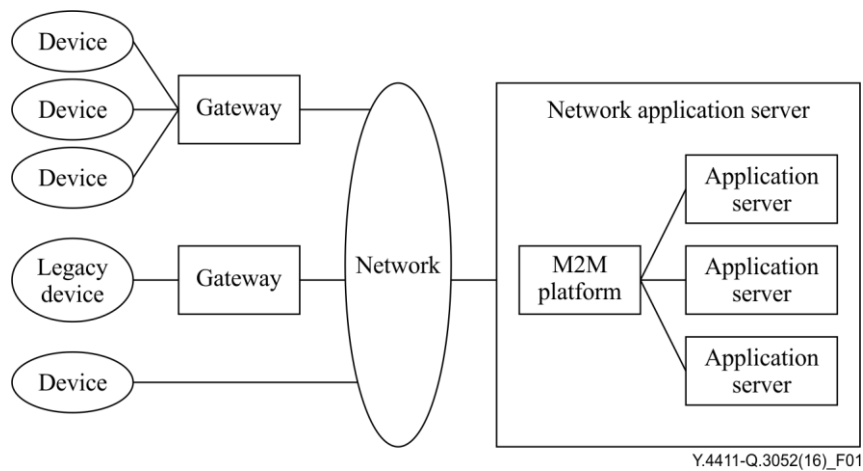 Device
Device
Device
Gateway
Legacy
device
Gateway
Device
Network
Network application server
M2M
platform
Application
server
Application
server
Application
server
Y.4411-Q.3052(16)_F01